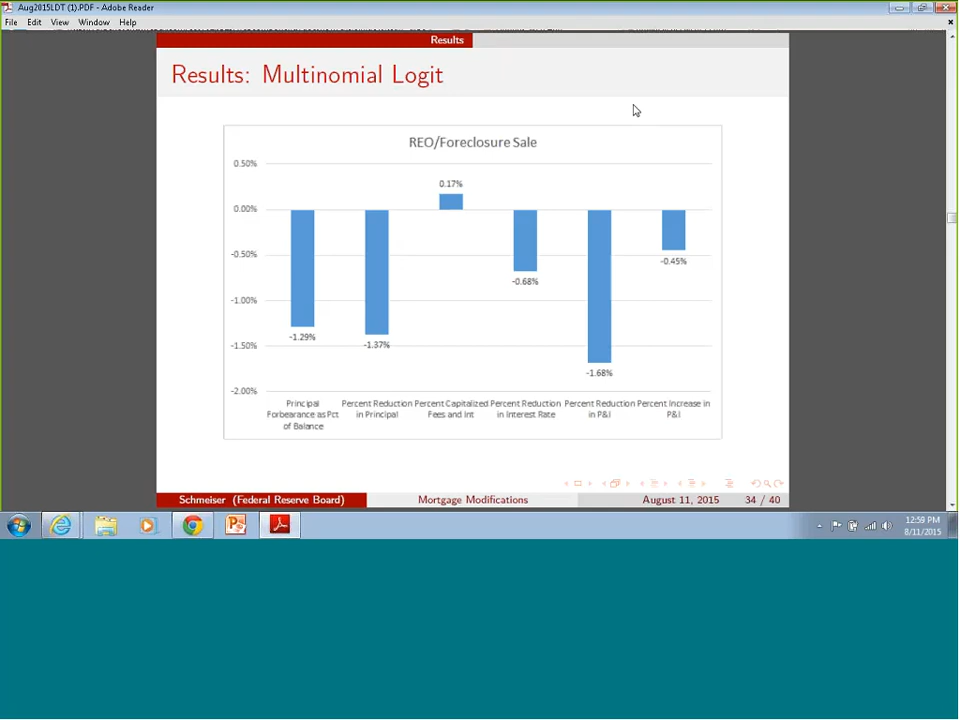 Aug2015LDT (1).PDF - Adobe Reader
File Edit View Window Help
Results
Results: Multinomial Logit
REO/Foreclosure Sale
0.50%
0.17%
0.00%
-0.50%
-0.45%
-0.68%
-1.00%
-1.29%
-1.50%
-1.37%
-1.68%
-2.00%
Principal Forbearance as Pct of Balance
Percent Reduction in Principal
Percent Capitalized Fees and Int
Percent Reduction in Interest Rate
Percent Reduction in P&I
Percent Increase in P&I
Schmeiser (Federal Reserve Board) Mortgage Modifications August 11, 2015 34 / 40
12:59 PM
8/11/2015